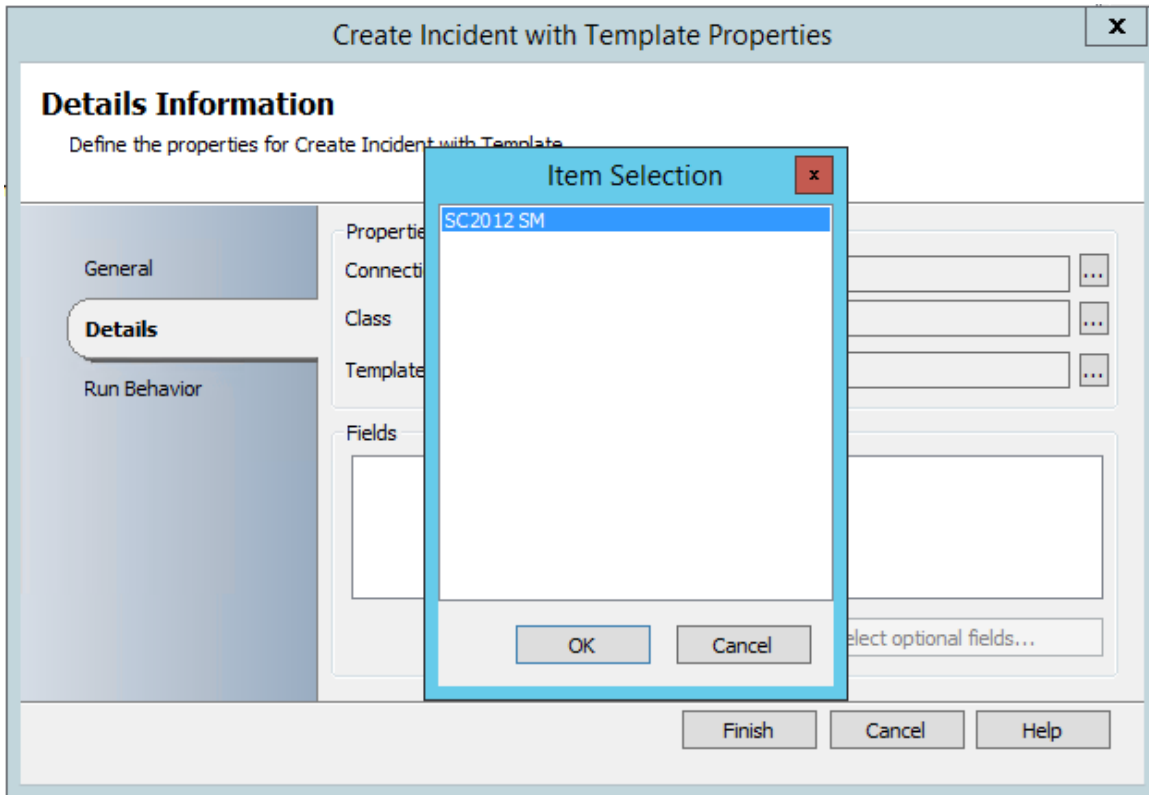 Create Incident with Template Properties
x
Details Information
Define the properties for Create Incident with Template
Item Selection
x
SC2012 SM
General
Details
Run Behavior
Propertie
Connecti
...
Class
...
Template
...
Fields
elect optional fields...
OK
Cancel
Finish
Cancel
Help